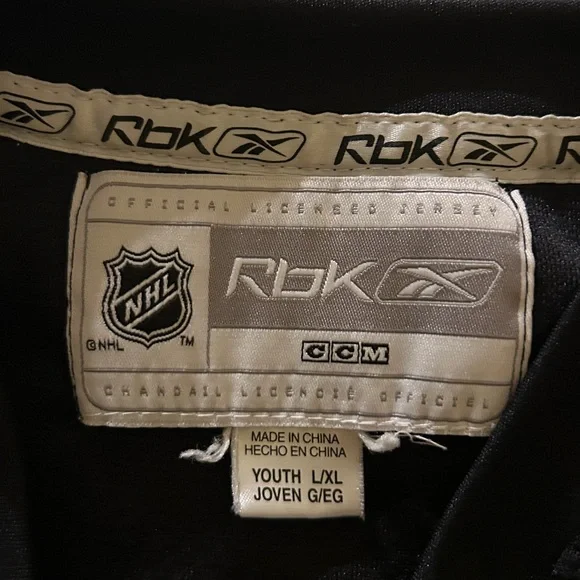 RbK RbK R
OFFICIAL LICENSED JERSEY
NHL
©NHL TM
RbK
CCM
CHANDAIL LICENCIÉ OFFICIEL
MADE IN CHINA
HECHO EN CHINA
YOUTH L/XL
JOVEN G/EG